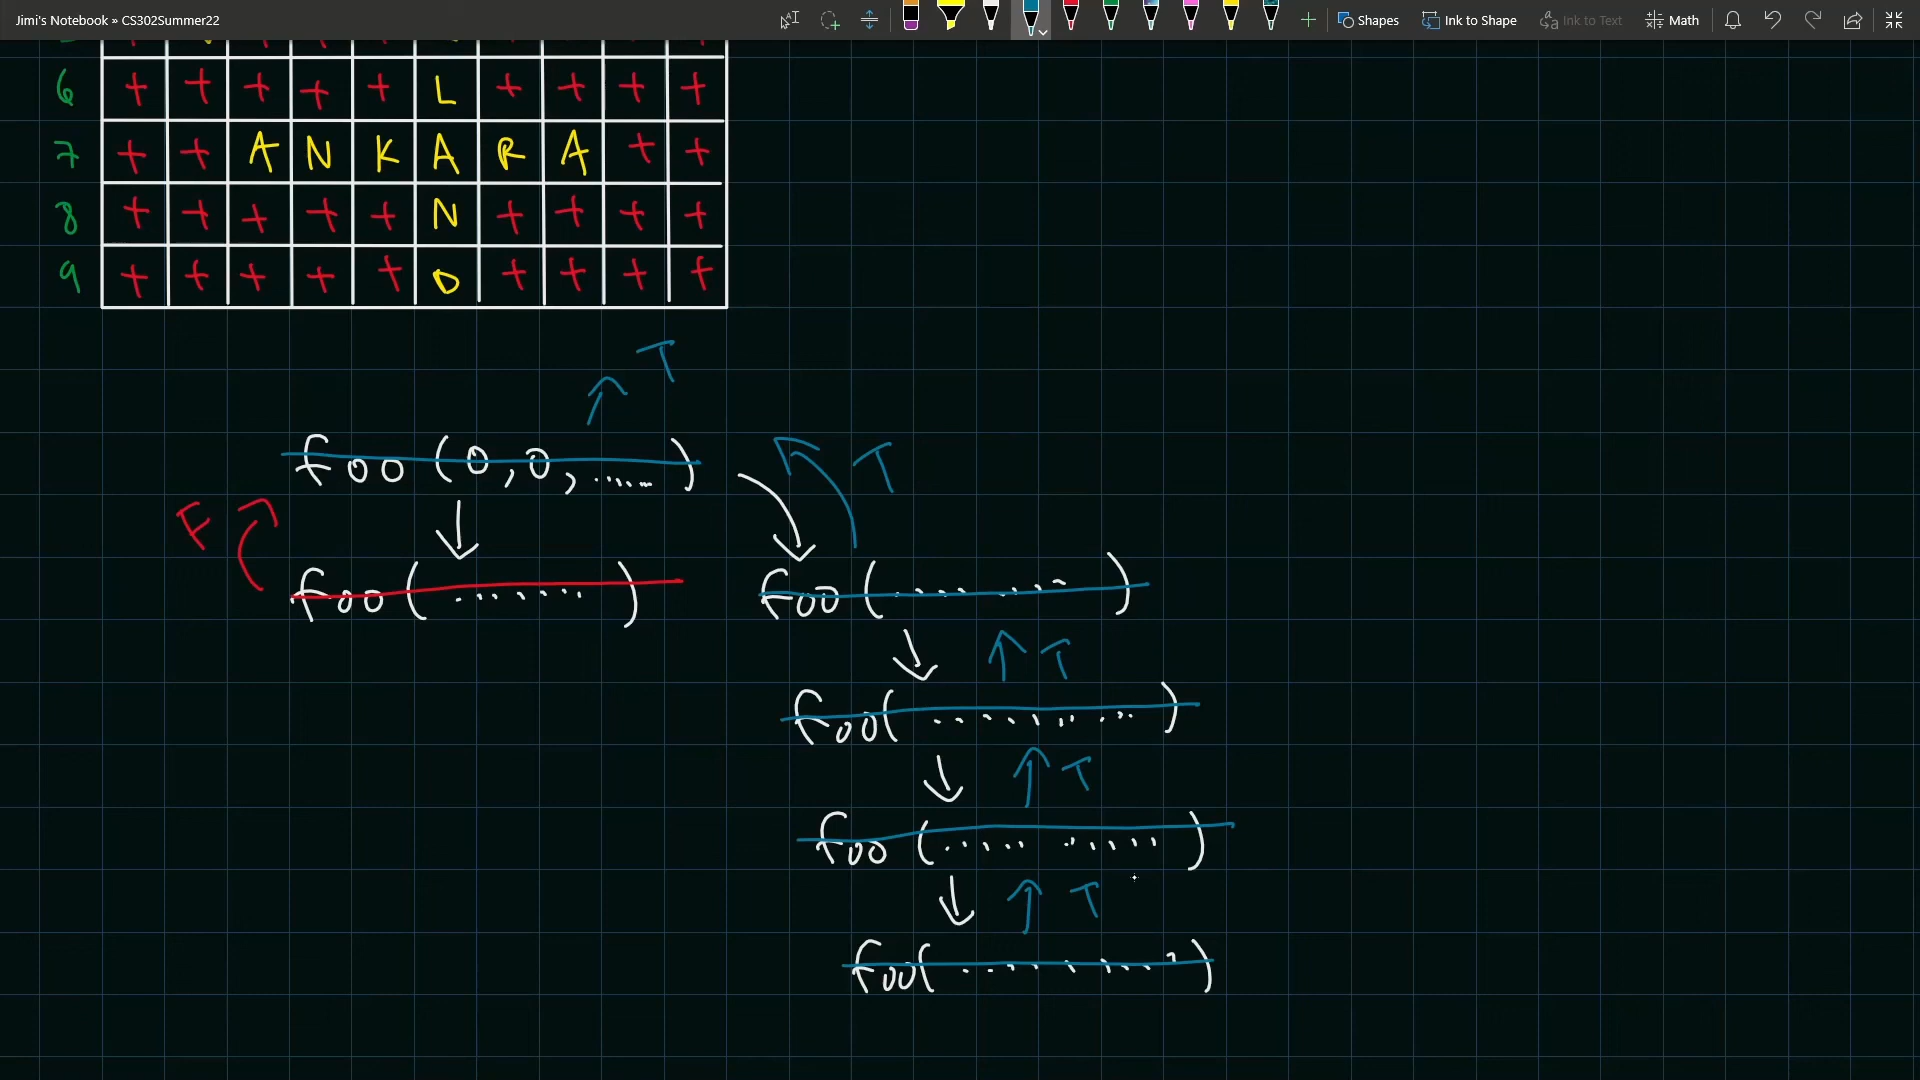 Jimi's Notebook » CS302Summer22
Shapes Ink to Shape Ink to Text Math
6 + + + + + L + + + +
7 + + A N K A R A + +
8 + + + + + N + + + +
9 + + + + + O + + + +
T
foo (0,0,......)
T
F
foo (.......)
foo (........)
T
foo( ......... )
T
foo (..... ......)
T
foo( ......... )